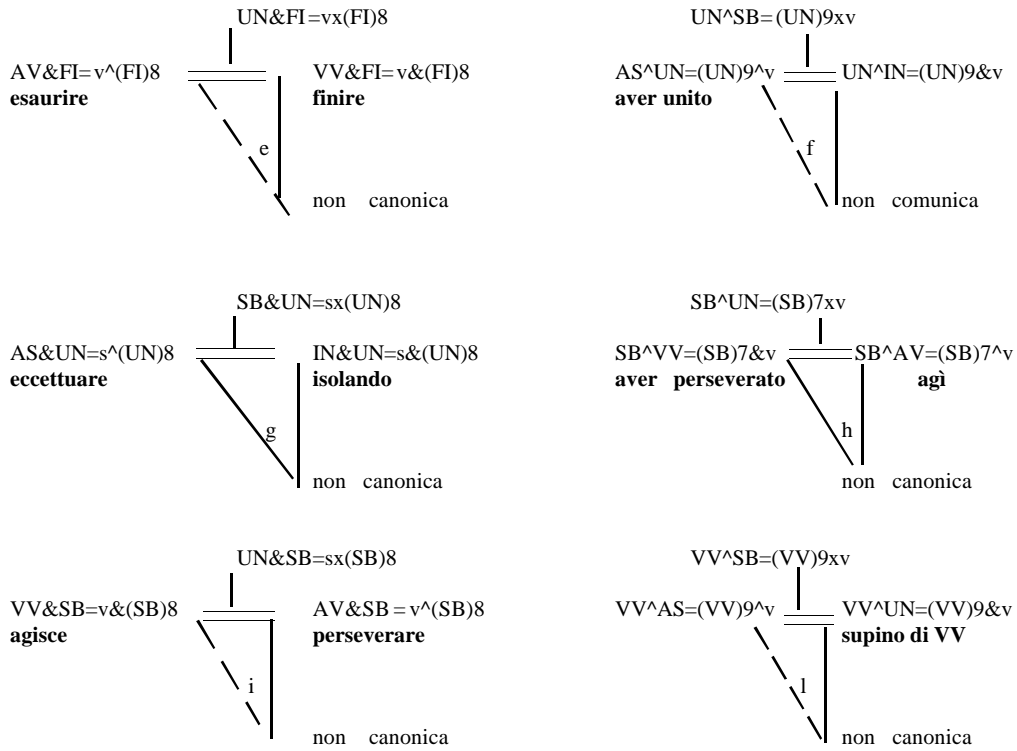 UN&FI=vx(FI)8 UN^SB=(UN)9xv
AV&FI=v^(FI)8 VV&FI=v&(FI)8 AS^UN=(UN)9^v UN^IN=(UN)9&v
esaurire finire aver unito
e f
non canonica non comunica
SB&UN=sx(UN)8 SB^UN=(SB)7xv
AS&UN=s^(UN)8 IN&UN=s&(UN)8 SB^VV=(SB)7&v SB^AV=(SB)7^v
eccettuare isolando aver perseverato agì
g h
non canonica non canonica
UN&SB=sx(SB)8 VV^SB=(VV)9xv
VV&SB=v&(SB)8 AV&SB=v^(SB)8 VV^AS=(VV)9^v VV^UN=(VV)9&v
agisce perseverare supino di VV
i l
non canonica non canonica